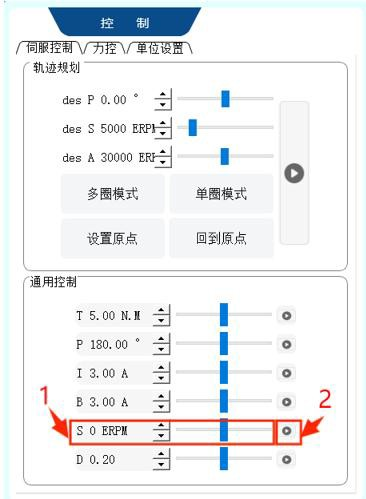 控 制
伺服控制 力控 单位设置
轨迹规划
des P 0.00 °
des S 5000 ERPM
des A 30000 ERP
多圈模式 单圈模式
设置原点 回到原点
通用控制
T 5.00 N.M
P 180.00 °
I 3.00 A
1 B 3.00 A 2
S 0 ERPM
D 0.20